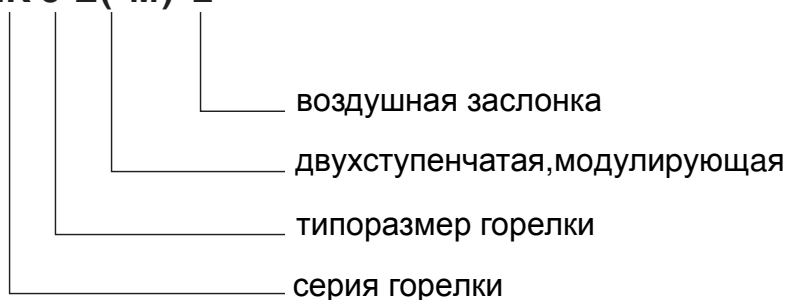 воздушная заслонка
двухступенчатая,модулирующая
типоразмер горелки
серия горелки